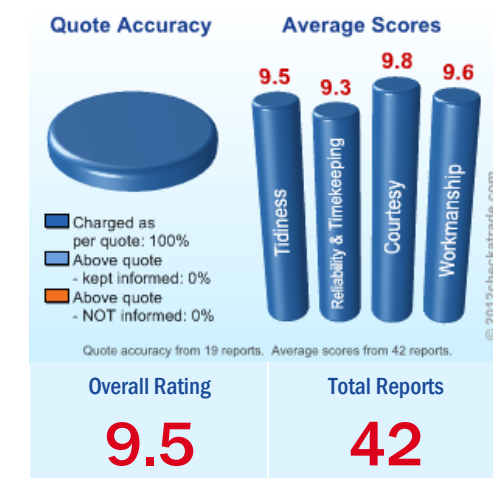 Quote Accuracy
Charged as
per quote: 100%
Above quote
- kept informed: 0%
Above quote
- NOT informed: 0%
Average Scores
9.5
9.3
9.8
9.6
Tidiness
Reliability & Timekeeping
Courtesy
Workmanship
© 2012checkatrade.com
Quote accuracy from 19 reports. Average scores from 42 reports.
Overall Rating
9.5
Total Reports
42